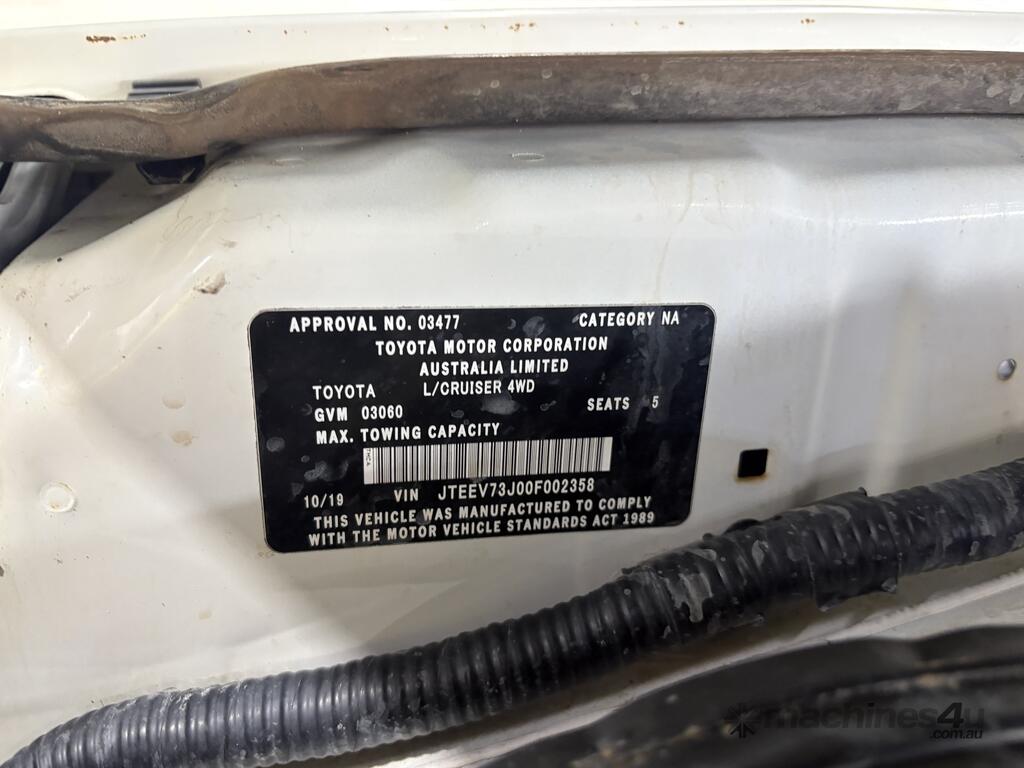 APPROVAL NO. 03477 CATEGORY NA
TOYOTA MOTOR CORPORATION
AUSTRALIA LIMITED
TOYOTA L/CRUISER 4WD
GVM 03060 SEATS 5
MAX. TOWING CAPACITY
10/19 VIN JTEEV73J00F002358
THIS VEHICLE WAS MANUFACTURED TO COMPLY
WITH THE MOTOR VEHICLE STANDARDS ACT 1989
machines4u
.com.au